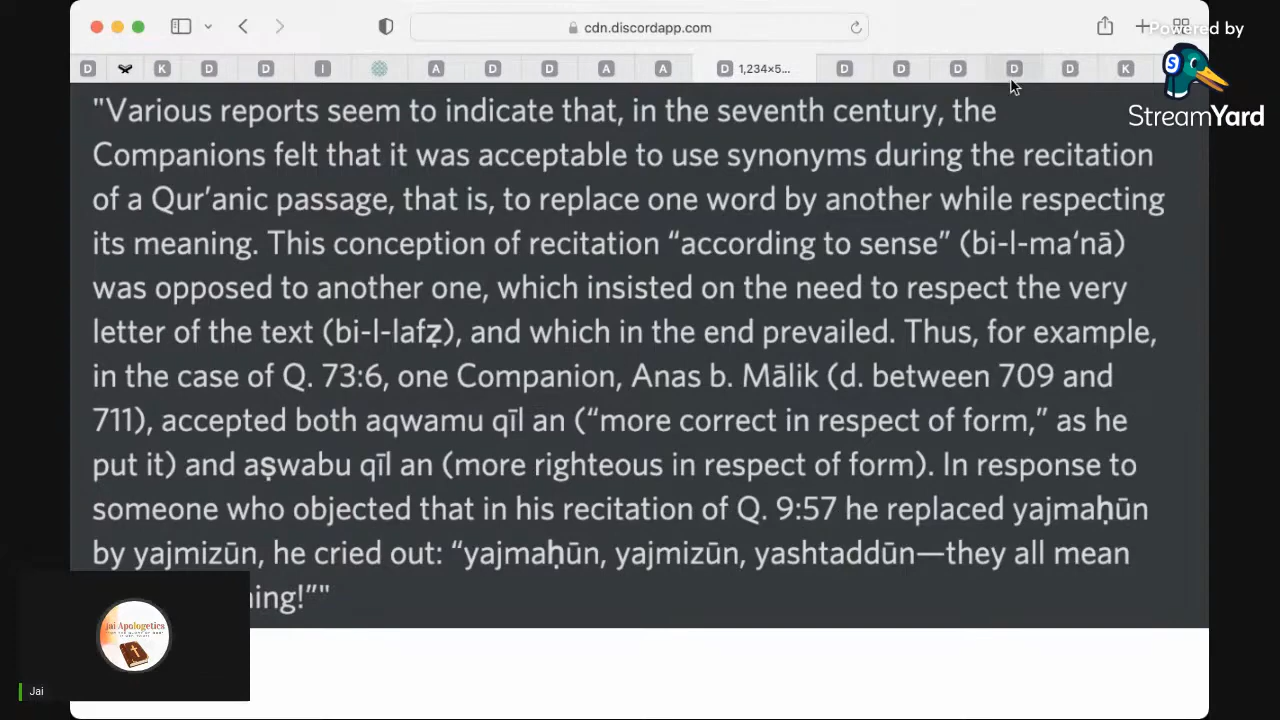 Powered by
cdn.discordapp.com
D K D D I A D D A A D 1,234×5... D D D D D K
S
StreamYard
"Various reports seem to indicate that, in the seventh century, the
Companions felt that it was acceptable to use synonyms during the recitation
of a Qur’anic passage, that is, to replace one word by another while respecting
its meaning. This conception of recitation “according to sense” (bi-l-ma‘nā)
was opposed to another one, which insisted on the need to respect the very
letter of the text (bi-l-lafẓ), and which in the end prevailed. Thus, for example,
in the case of Q. 73:6, one Companion, Anas b. Mālik (d. between 709 and
711), accepted both aqwamu qīl an (“more correct in respect of form,” as he
put it) and aṣwabu qīl an (more righteous in respect of form). In response to
someone who objected that in his recitation of Q. 9:57 he replaced yajmaḥūn
by yajmizūn, he cried out: “yajmaḥūn, yajmizūn, yashtaddūn—they all mean
ing!”"
Jai Apologetics
Jai